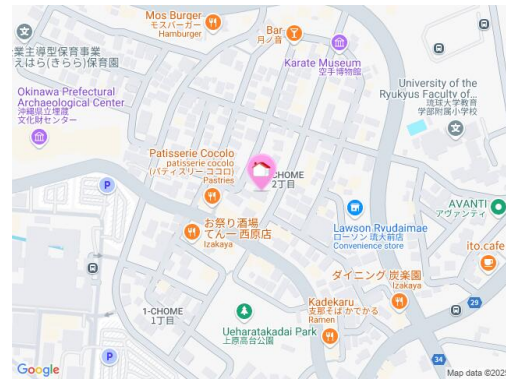 Mos Burger
モスバーガー
Hamburger
Bar
月ノ音
業主導型保育事業
えはら(きらら)保育園
Karate Museum
空手博物館
University of the
Ryukyus Faculty of...
琉球大学教育
学部附属小学校
Okinawa Prefectural
Archaeological Center
沖縄県立埋蔵
文化財センター
Patisserie Cocolo
patisserie cocolo
(パティスリー ココロ)
Pastries
P
CHOME
2丁目
AVANTI
アヴァンティ
お祭り酒場
てん一 西原店
Izakaya
Lawson Ryudaimae
ローソン 琉大前店
Convenience store
ito.cafe
ダイニング 炭楽園
Izakaya
1-CHOME
1丁目
Kadekaru
支那そば かでかる
Ramen
29
Ueharatakadai Park
上原高台公園
P
34
Google
Map data ©2025